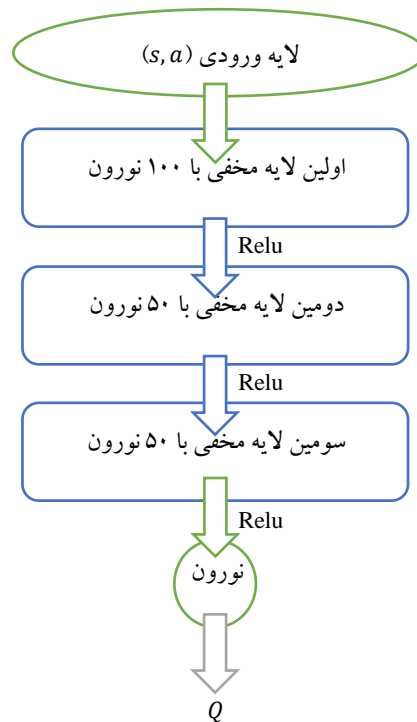 لایه ورودی (s, a)
اولین لایه مخفی با ۱۰۰ نورون
Relu
دومین لایه مخفی با ۵۰ نورون
Relu
سومین لایه مخفی با ۵۰ نورون
Relu
نورون
Q